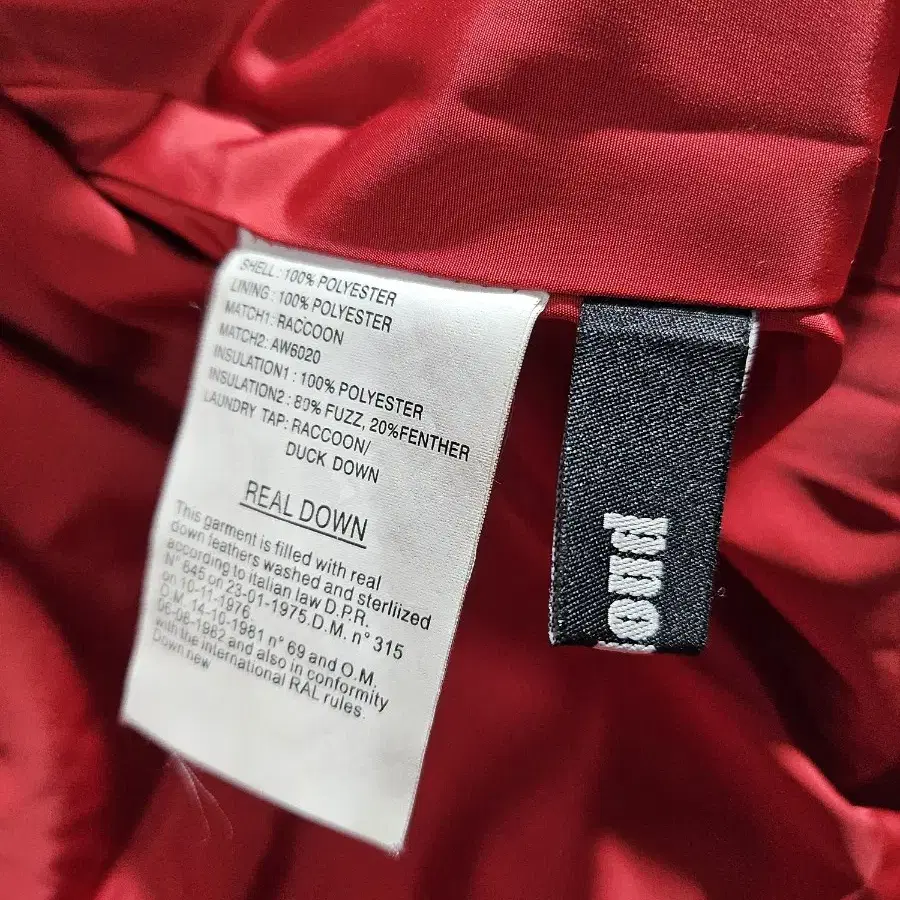 SHELL : 100% POLYESTER
LINING : 100% POLYESTER
MATCH1: RACCOON
MATCH2: AW6020
INSULATION1 : 100% POLYESTER
INSULATION2 : 80% FUZZ, 20%FENTHER
LAUNDRY TAP: RACCOON/
DUCK DOWN
REAL DOWN
This garment is filled with real
down feathers washed and sterliized
according to italian law D.P.R.
N° 645 on 23-01-1975.D.M. n° 315
on 10-11-1976
O.M. 14-10-1981 n° 69 and O.M.
06-06-1982 and also in conformity
with the international RAL rules.
Down new